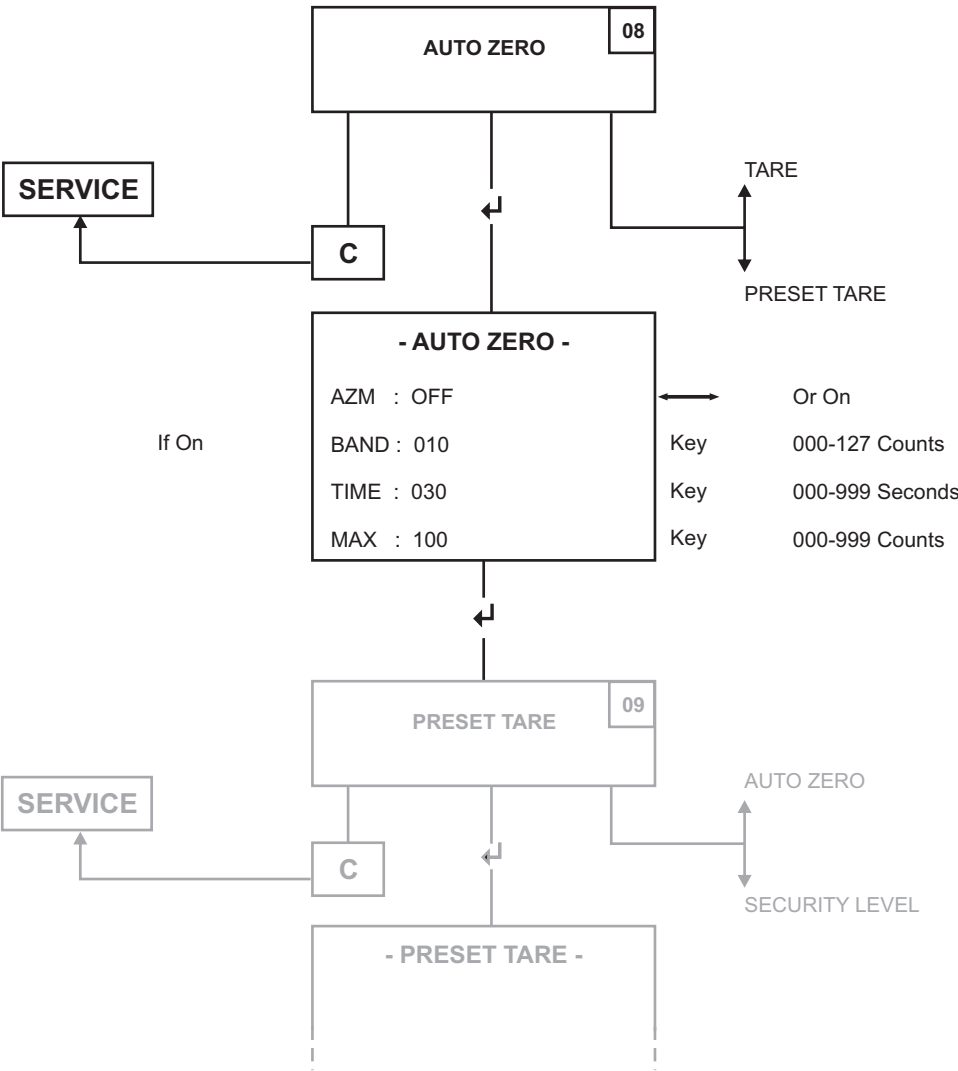 08
AUTO ZERO
SERVICE
TARE
C
PRESET TARE
- AUTO ZERO -
AZM : OFF Or On
If On BAND : 010 Key 000-127 Counts
TIME : 030 Key 000-999 Seconds
MAX : 100 Key 000-999 Counts
09
PRESET TARE
AUTO ZERO
SERVICE
C
SECURITY LEVEL
- PRESET TARE -